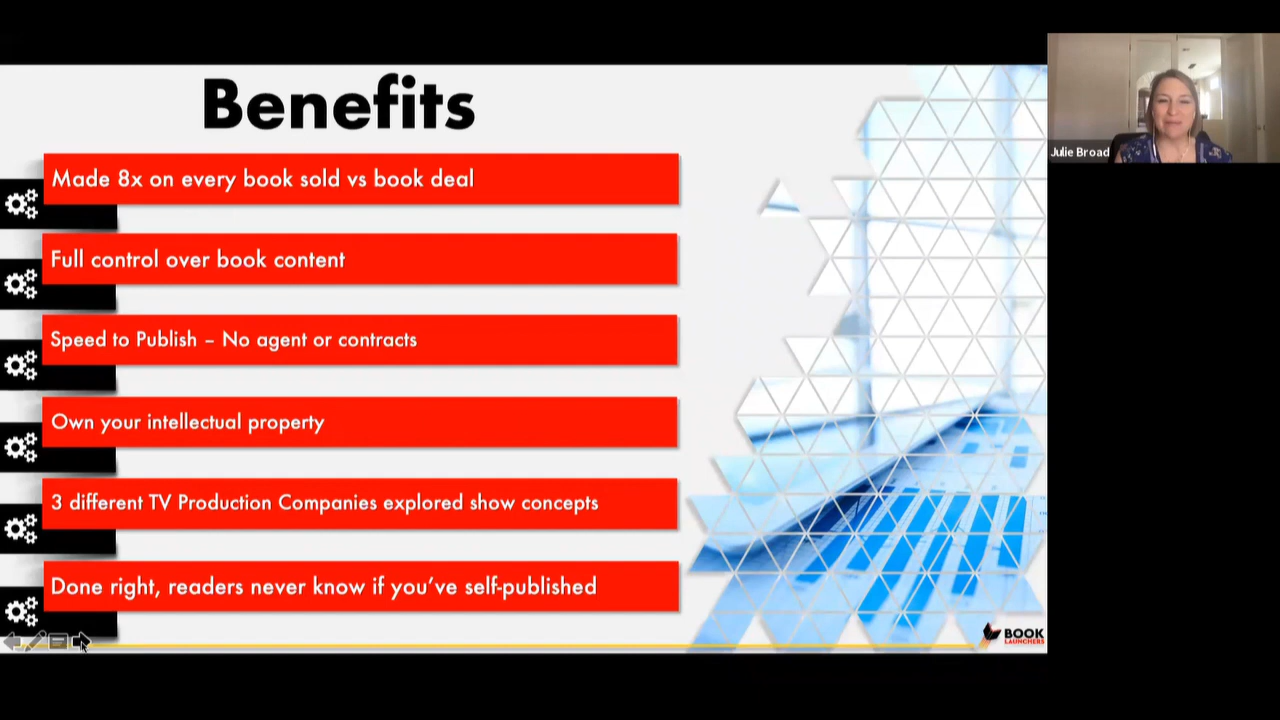 Benefits
Made 8x on every book sold vs book deal
Full control over book content
Speed to Publish – No agent or contracts
Own your intellectual property
3 different TV Production Companies explored show concepts
Done right, readers never know if you’ve self-published
Julie Broad
BOOK
LAUNCHERS